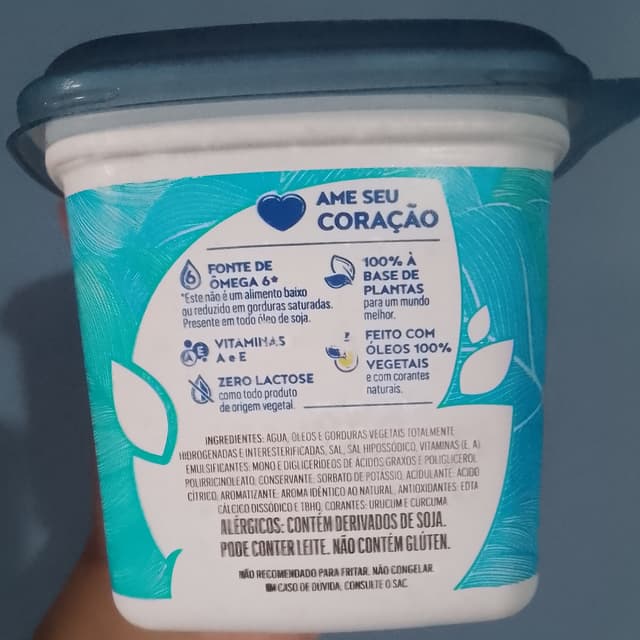 AME SEU
CORAÇÃO
6 FONTE DE
ÔMEGA 6*
*Este não é um alimento baixo
ou reduzido em gorduras saturadas.
Presente em todo óleo de soja.
100% À
BASE DE
PLANTAS
para um mundo
melhor.
A E VITAMINAS
A e E
FEITO COM
ÓLEOS 100%
VEGETAIS
e com corantes
naturais.
ZERO LACTOSE
como todo produto
de origem vegetal.
INGREDIENTES: ÁGUA, ÓLEOS E GORDURAS VEGETAIS TOTALMENTE
HIDROGENADAS E INTERESTERIFICADAS, SAL, SAL HIPOSSÓDICO, VITAMINAS (E, A)
EMULSIFICANTES: MONO E DIGLICERÍDEOS DE ÁCIDOS GRAXOS E POLIGLICEROL
POLIRRICINOLEATO, CONSERVANTE: SORBATO DE POTÁSSIO, ACIDULANTE: ÁCIDO
CÍTRICO, AROMATIZANTE: AROMA IDÊNTICO AO NATURAL, ANTIOXIDANTES: EDTA
CÁLCICO DISSÓDICO E TBHQ, CORANTES: URUCUM E CÚRCUMA.
ALÉRGICOS: CONTÉM DERIVADOS DE SOJA.
PODE CONTER LEITE. NÃO CONTÉM GLÚTEN.
NÃO RECOMENDADO PARA FRITAR. NÃO CONGELAR.
EM CASO DE DÚVIDA, CONSULTE O SAC.